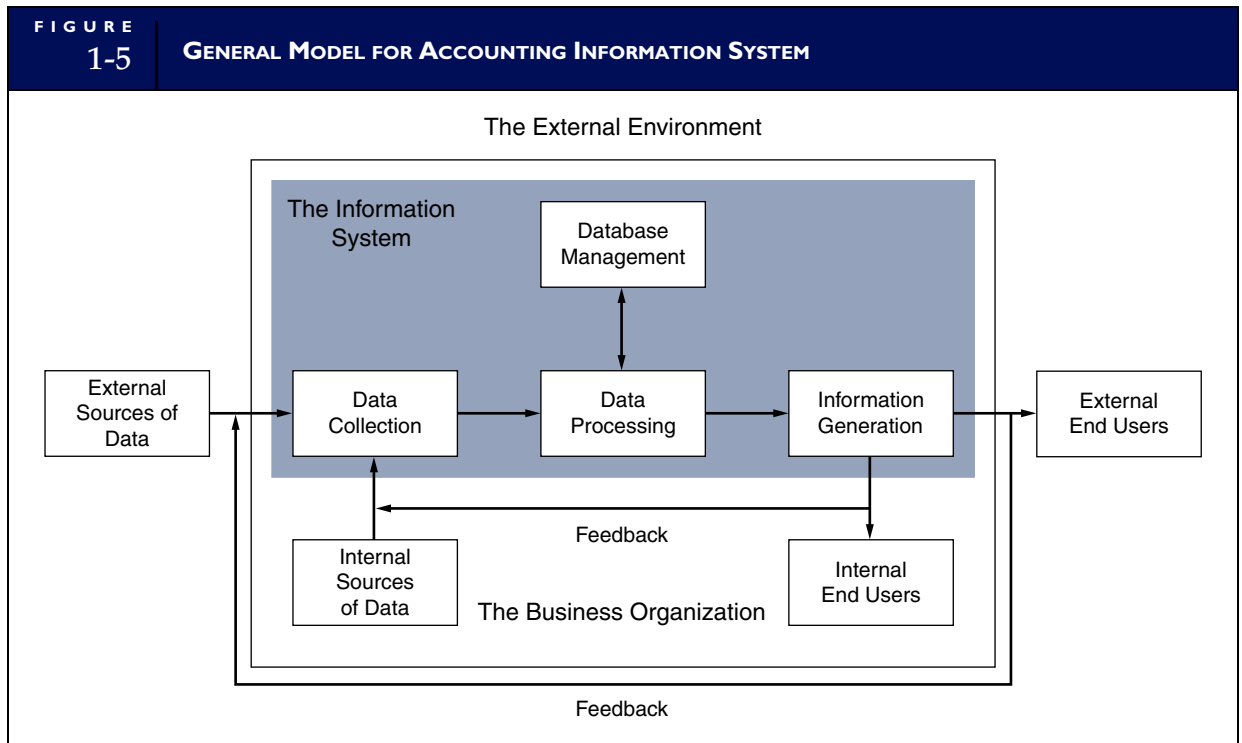 FIGURE
1-5
GENERAL MODEL FOR ACCOUNTING INFORMATION SYSTEM
The External Environment
The Information
System
Database
Management
External
Sources of
Data
Data
Collection
Data
Processing
Information
Generation
External
End Users
Feedback
Internal
Sources
of Data
The Business Organization
Internal
End Users
Feedback